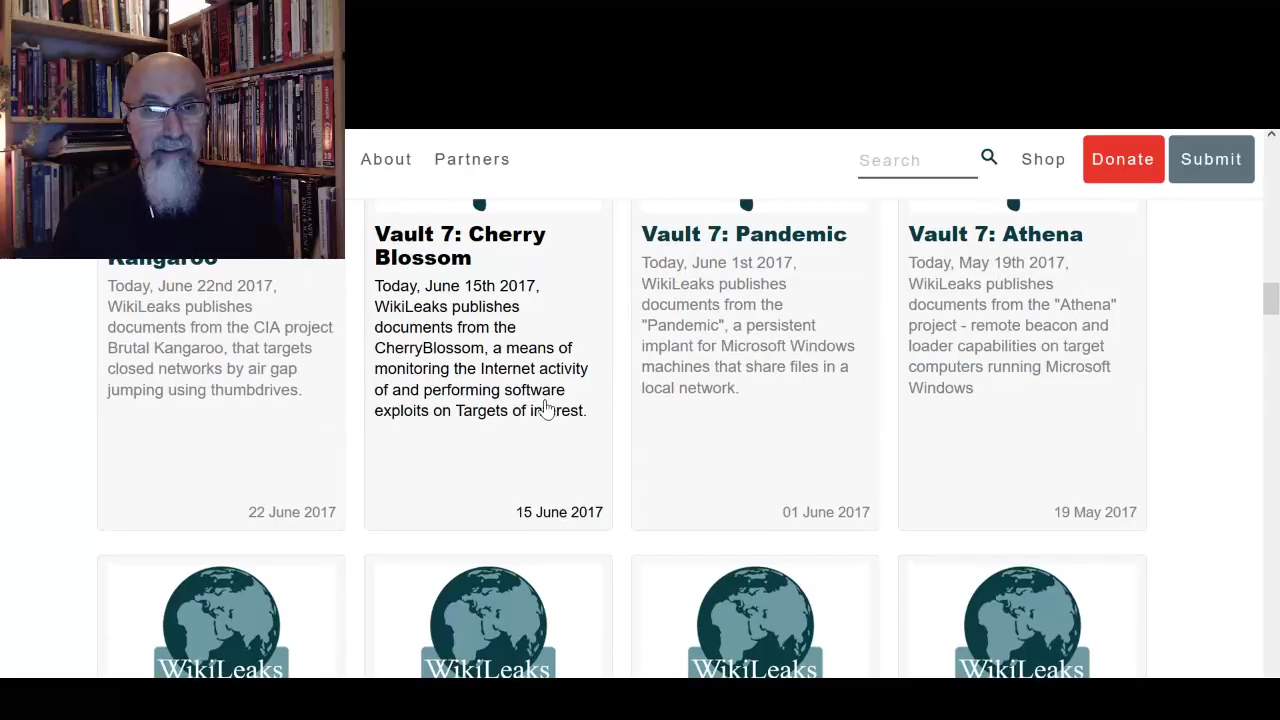 About
Partners
Search
Shop
Donate
Submit
Kangaroo
Today, June 22nd 2017,
WikiLeaks publishes
documents from the CIA project
Brutal Kangaroo, that targets
closed networks by air gap
jumping using thumbdrives.
22 June 2017
Vault 7: Cherry
Blossom
Today, June 15th 2017,
WikiLeaks publishes
documents from the
CherryBlossom, a means of
monitoring the Internet activity
of and performing software
exploits on Targets of interest.
15 June 2017
Vault 7: Pandemic
Today, June 1st 2017,
WikiLeaks publishes
documents from the
"Pandemic", a persistent
implant for Microsoft Windows
machines that share files in a
local network.
01 June 2017
Vault 7: Athena
Today, May 19th 2017,
WikiLeaks publishes
documents from the "Athena"
project - remote beacon and
loader capabilities on target
computers running Microsoft
Windows
19 May 2017
WikiLeaks
WikiLeaks
WikiLeaks
WikiLeaks